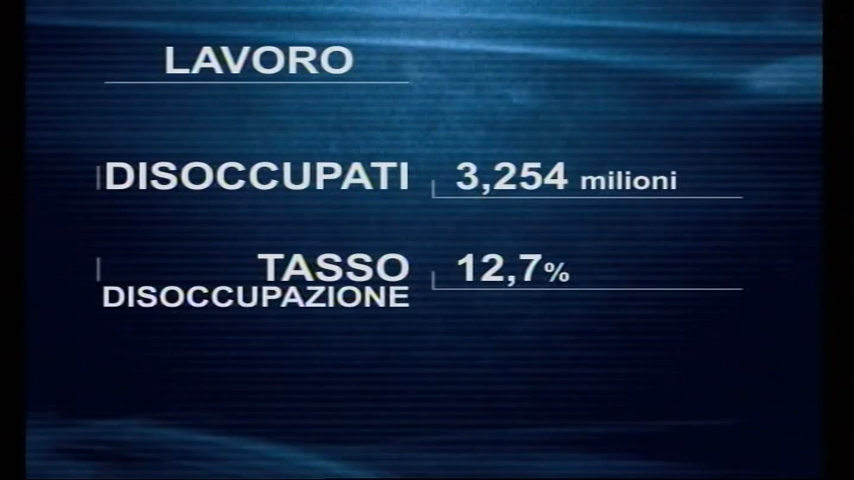 LAVORO
DISOCCUPATI 3,254 milioni
TASSO 12,7%
DISOCCUPAZIONE